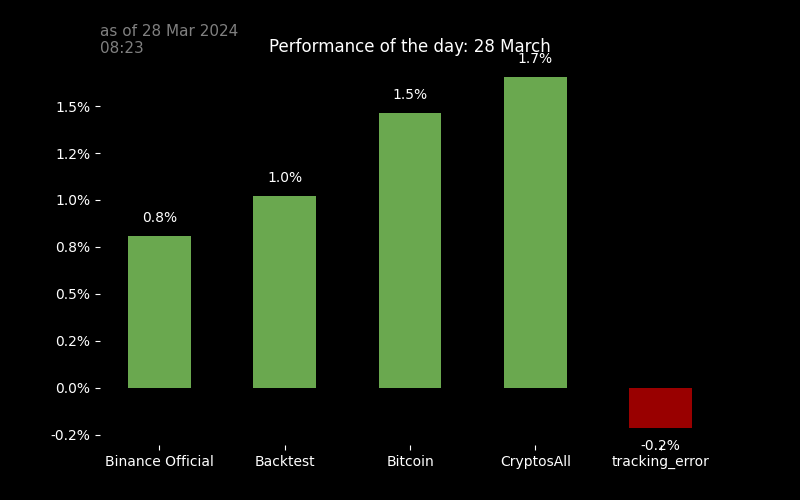 as of 28 Mar 2024
08:23
Performance of the day: 28 March
1.7%
1.5%
1.5%
1.2%
1.0%
1.0%
0.8%
0.8%
0.5%
0.2%
0.0%
-0.2%
-0.2%
Binance Official
Backtest
Bitcoin
CryptosAll
tracking_error